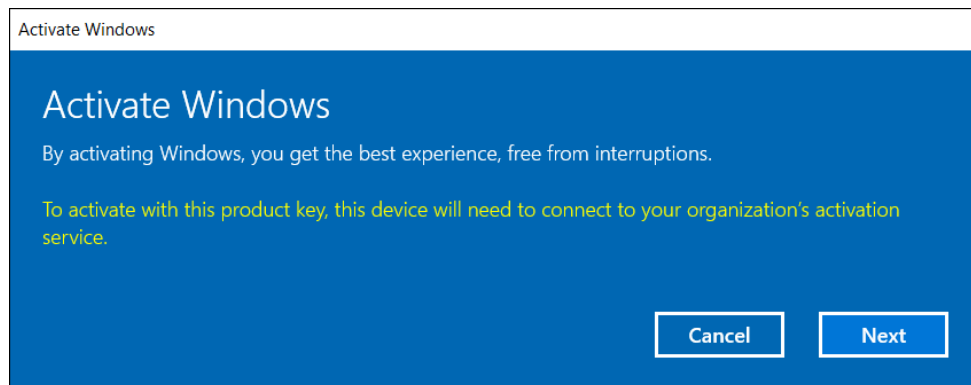 Activate Windows
Activate Windows
By activating Windows, you get the best experience, free from interruptions.
To activate with this product key, this device will need to connect to your organization’s activation
service.
Cancel Next